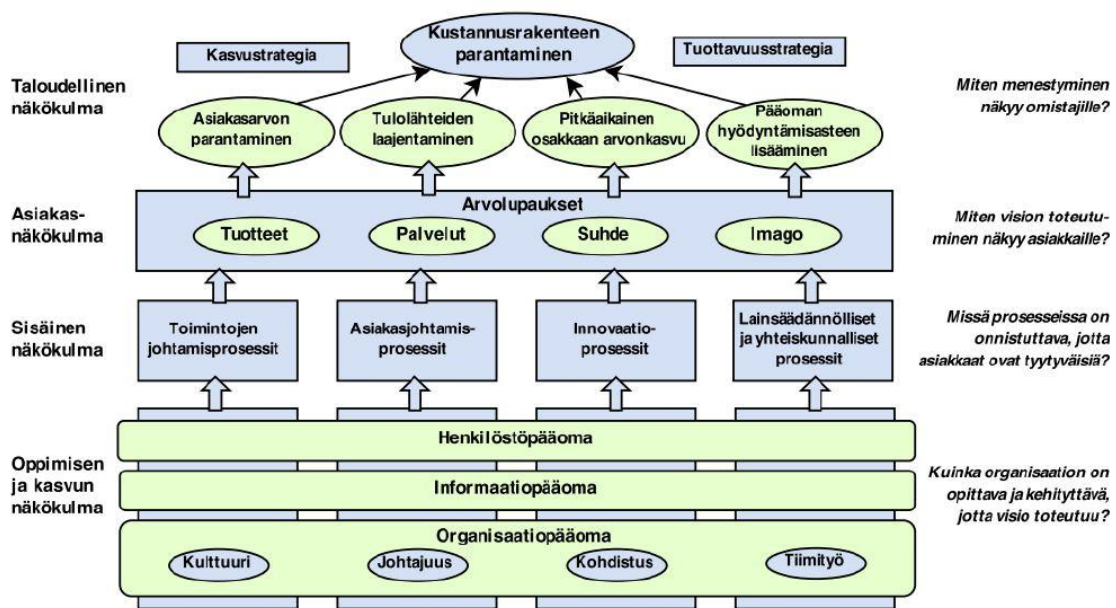 Kustannusrakenteen
parantaminen
Kasvustrategia
Tuottavuusstrategia
Taloudellinen
näkökulma
Miten menestyminen
näkyy omistajille?
Asiakasarvon
parantaminen
Tulolähteiden
laajentaminen
Pitkäaikainen
osakkaan arvonkasvu
Pääoman
hyödyntämisasteen
lisääminen
Asiakas-
näkökulma
Arvolupaukset
Tuotteet
Palvelut
Suhde
Imago
Miten vision toteutu-
minen näkyy asiakkaille?
Sisäinen
näkökulma
Toimintojen
johtamisprosessit
Asiakasjohtamis-
prosessit
Innovaatio-
prosessit
Lainsäädännölliset
ja yhteiskunnalliset
prosessit
Missä prosesseissa on
onnistuttava, jotta
asiakkaat ovat tyytyväisiä?
Oppimisen
ja kasvun
näkökulma
Henkilöstöpääoma
Informaatiopääoma
Organisaatiopääoma
Kulttuuri
Johtajuus
Kohdistus
Tiimityö
Kuinka organisaation on
opittava ja kehityttävä,
jotta visio toteutuu?